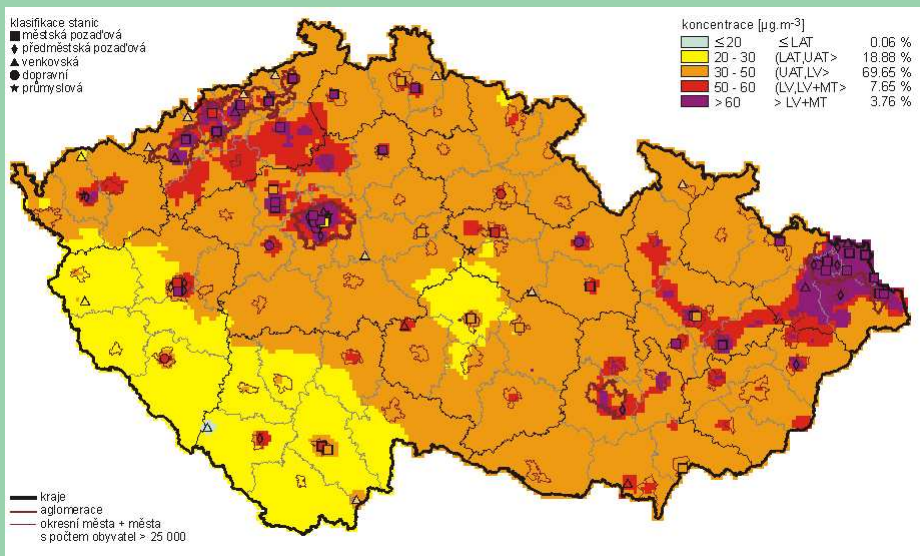 klasifikace stanic
městská pozaďová
předměstská pozaďová
venkovská
dopravní
průmyslová
koncentrace [µg.m-3]
≤20 ≤ LAT 0.06 %
20 - 30 (LAT,UAT> 18.88 %
30 - 50 (UAT,LV> 69.65 %
50 - 60 (LV,LV+MT> 7.65 %
>60 > LV+MT 3.76 %
kraje
aglomerace
okresní města + města
s počtem obyvatel > 25 000